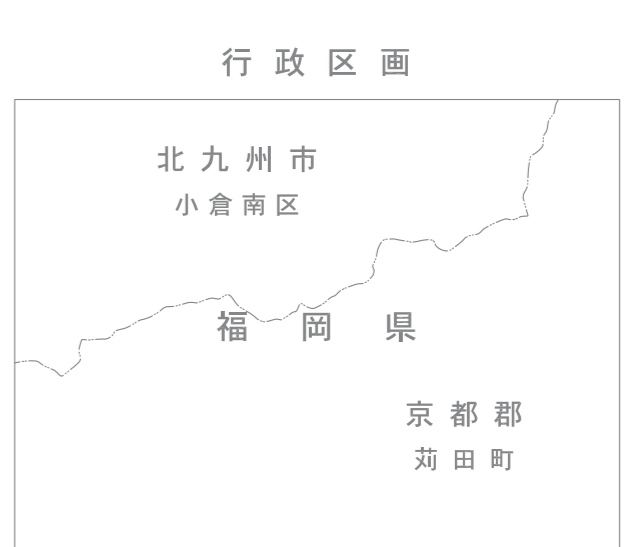 行政区画
北九州市
小倉南区
福岡県
京都郡
苅田町